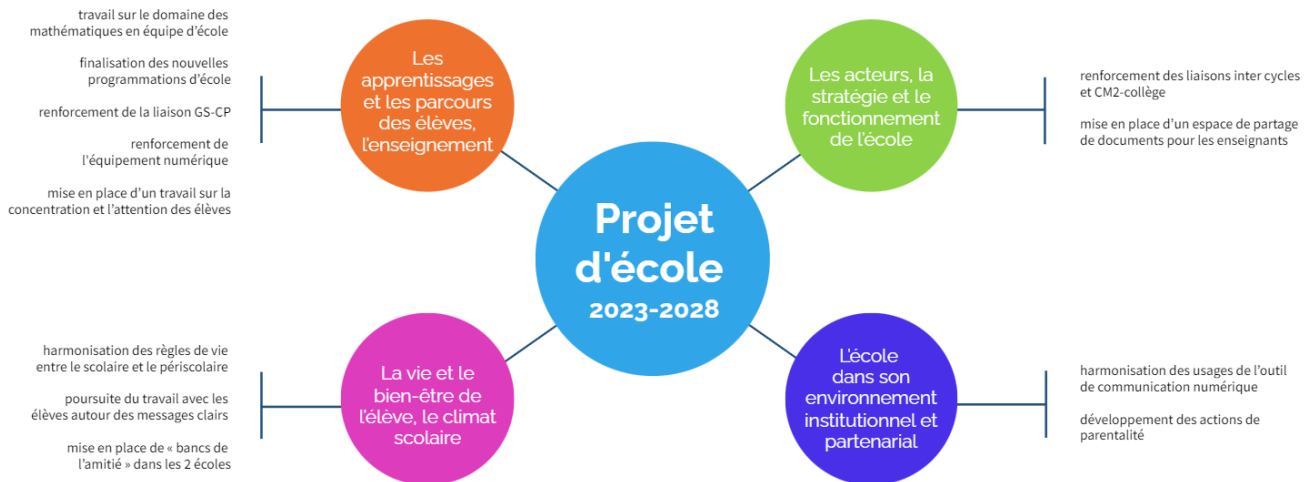 travail sur le domaine des
mathématiques en équipe d'école
finalisation des nouvelles
programmations d'école
renforcement de la liaison GS-CP
renforcement de
l'équipement numérique
mise en place d'un travail sur la
concentration et l'attention des élèves
Les
apprentissages
et les parcours
des élèves,
l'enseignement
Les acteurs, la
stratégie et le
fonctionnement
de l'école
renforcement des liaisons inter cycles
et CM2-collège
mise en place d'un espace de partage
de documents pour les enseignants
Projet
d'école
2023-2028
harmonisation des règles de vie
entre le scolaire et le périscolaire
poursuite du travail avec les
élèves autour des messages clairs
mise en place de « bancs de
l'amitié » dans les 2 écoles
La vie et le
bien-être de
l'élève, le climat
scolaire
L'école
dans son
environnement
institutionnel et
partenarial
harmonisation des usages de l'outil
de communication numérique
développement des actions de
parentalité